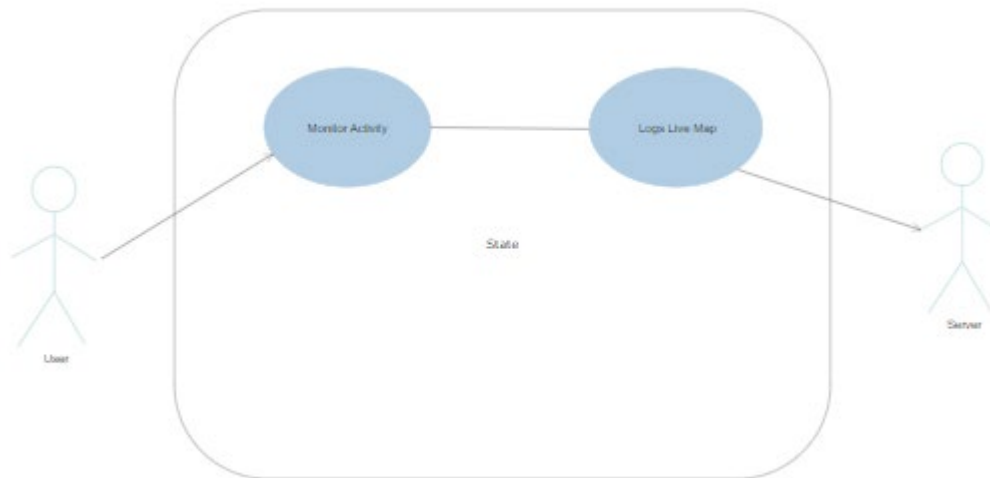 Monitor Activity
Logs Live Map
State
Server
User